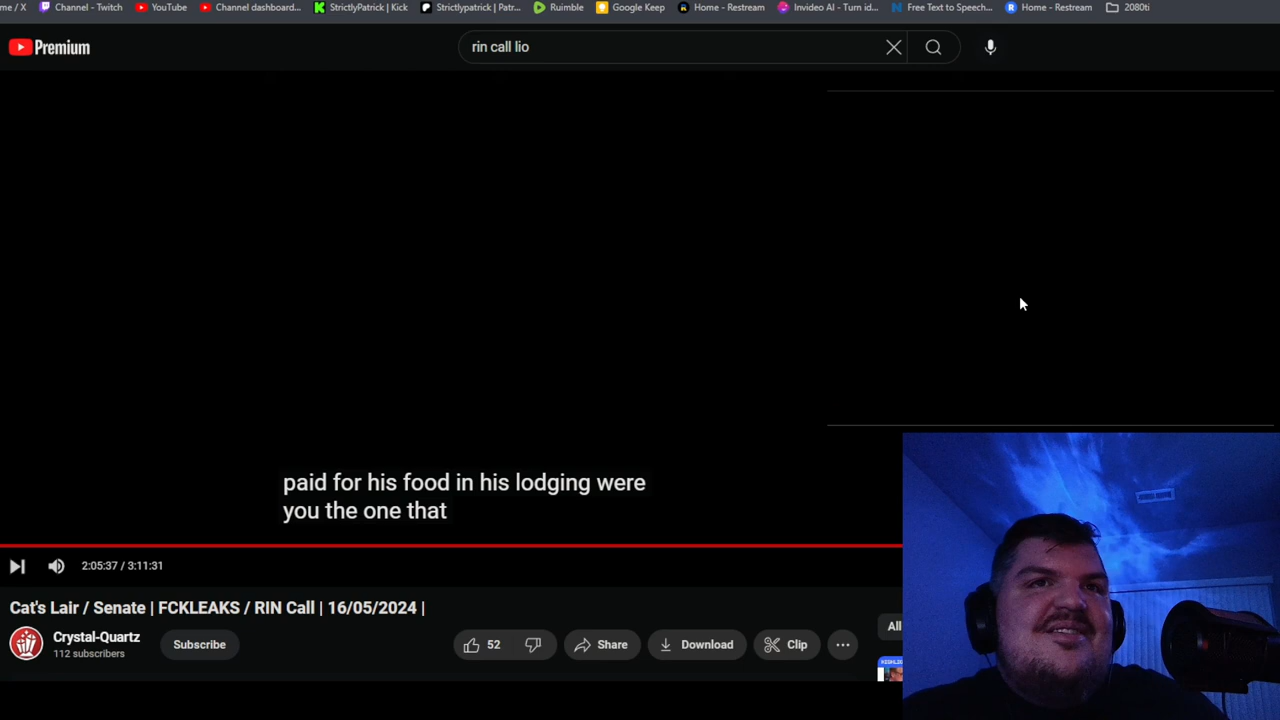 me / X
Channel - Twitch
YouTube
Channel dashboard...
StrictlyPatrick | Kick
Strictlypatrick | Patr...
Rumible
Google Keep
Home - Restream
Invideo AI - Turn id...
Free Text to Speech...
Home - Restream
2080ti
Premium
rin call lio
paid for his food in his lodging were
you the one that
2:05:37 / 3:11:31
Cat's Lair / Senate | FCKLEAKS / RIN Call | 16/05/2024 |
Crystal-Quartz
112 subscribers
Subscribe
52
Share
Download
Clip
All